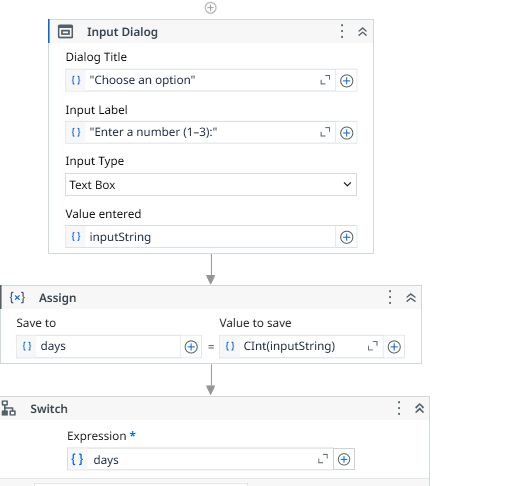 Input Dialog
Dialog Title
"Choose an option"
Input Label
"Enter a number (1–3):"
Input Type
Text Box
Value entered
inputString
Assign
Save to Value to save
days = CInt(inputString)
Switch
Expression *
days